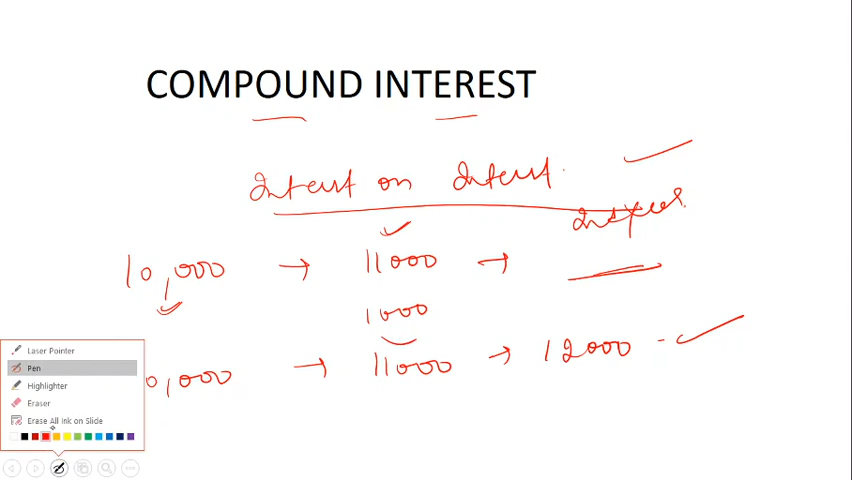 COMPOUND INTEREST
Interest on Interest
10,000 → 11000 →
1000
0,000 → 11000 → 12000 -
Laser Pointer
Pen
Highlighter
Eraser
Erase All Ink on Slide